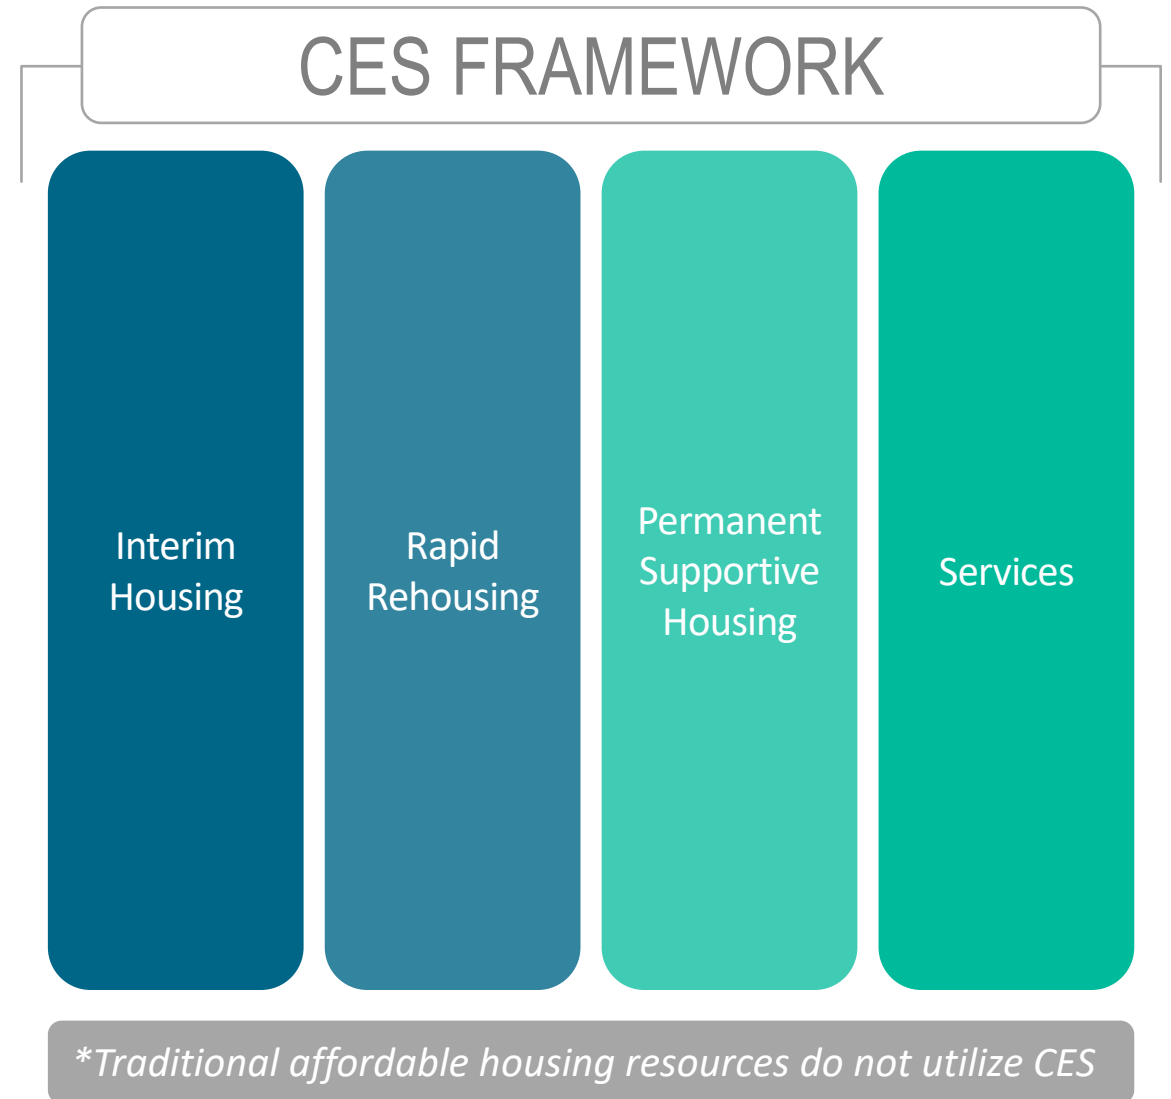 CES FRAMEWORK
Interim
Housing
Rapid
Rehousing
Permanent
Supportive
Housing
Services
*Traditional affordable housing resources do not utilize CES